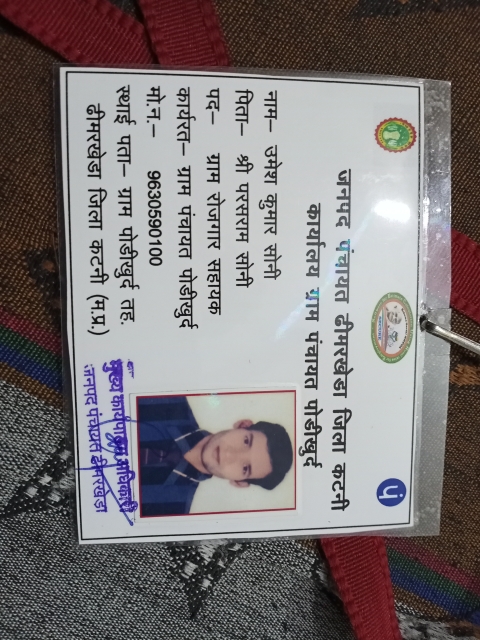 जनपद पंचायत ढीमरखेडा जिला कटनी
कार्यालय ग्राम पंचायत पोडीखुर्द
नाम– उमेश कुमार सोनी
पिता– श्री परसराम सोनी
पद– ग्राम रोजगार सहायक
कार्यरत– ग्राम पंचायत पोडीखुर्द
मो.न.– 9630590100
स्थाई पता– ग्राम पोडीखुर्द तह.
ढीमरखेडा जिला कटनी (म.प्र.)
मुख्य कार्यपालन अधिकारी
जनपद पंचायत ढीमरखेडा